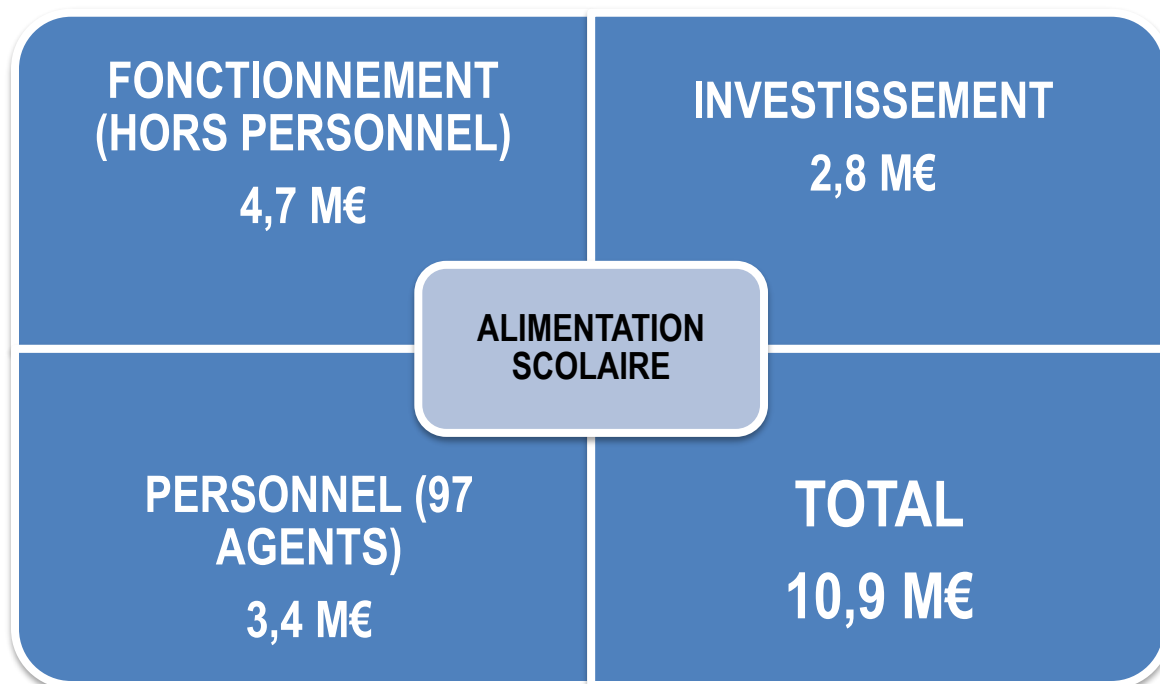 FONCTIONNEMENT
(HORS PERSONNEL)
4,7 M€
INVESTISSEMENT
2,8 M€
ALIMENTATION
SCOLAIRE
PERSONNEL (97
AGENTS)
3,4 M€
TOTAL
10,9 M€